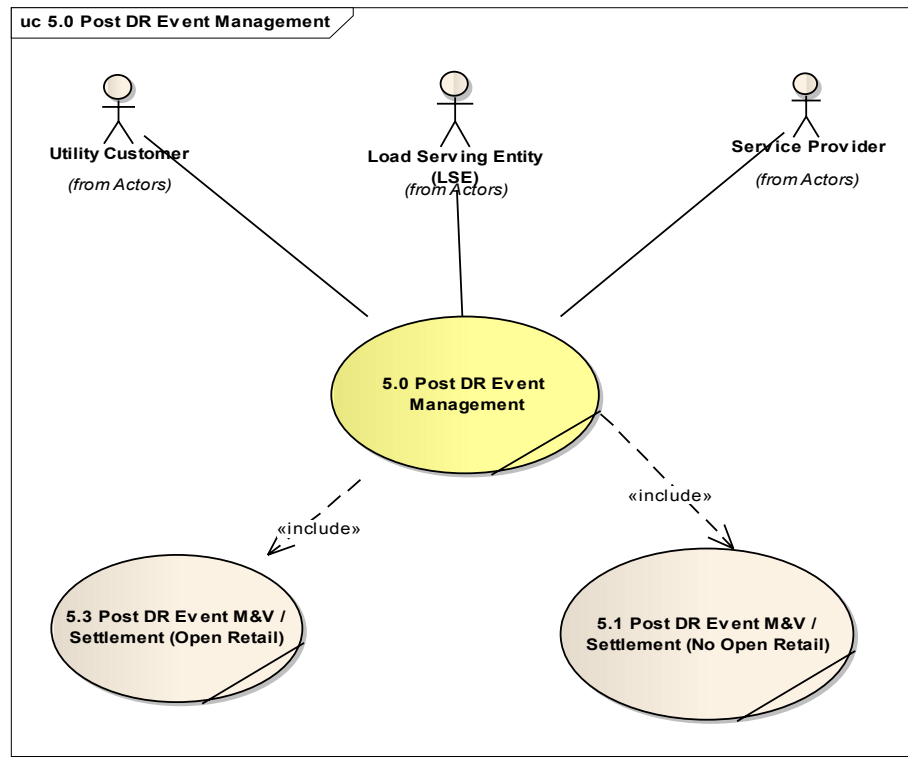 uc 5.0 Post DR Event Management
Utility Customer
(from Actors)
Load Serving Entity
(LSE)
(from Actors)
Service Provider
(from Actors)
5.0 Post DR Event
Management
«include»
«include»
5.3 Post DR Event M&V /
Settlement (Open Retail)
5.1 Post DR Event M&V /
Settlement (No Open Retail)